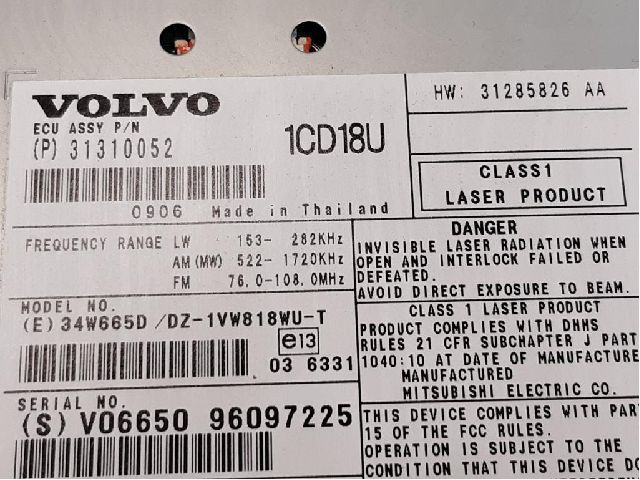 VOLVO
ECU ASSY P/N
(P) 31310052
1CD18U
0906 Made in Thailand
HW: 31285826 AA
CLASS1
LASER PRODUCT
FREQUENCY RANGE LW 153- 282KHz
AM (MW) 522- 1720KHz
FM 76.0-108.0MHz
DANGER
INVISIBLE LASER RADIATION WHEN
OPEN AND INTERLOCK FAILED OR
DEFEATED.
AVOID DIRECT EXPOSURE TO BEAM.
MODEL NO.
(E) 34W665D /DZ-1VW818WU-T
e13
03 6331
CLASS 1 LASER PRODUCT
PRODUCT COMPLIES WITH DHHS
RULES 21 CFR SUBCHAPTER J PART
1040:10 AT DATE OF MANUFACTURE
MANUFACTURED
MITSUBISHI ELECTRIC CO.
SERIAL NO.
(S) VO6650 96097225
THIS DEVICE COMPLIES WITH PAR
15 OF THE FCC RULES.
OPERATION IS SUBJECT TO THE
CONDITION THAT THIS DEVICE DO